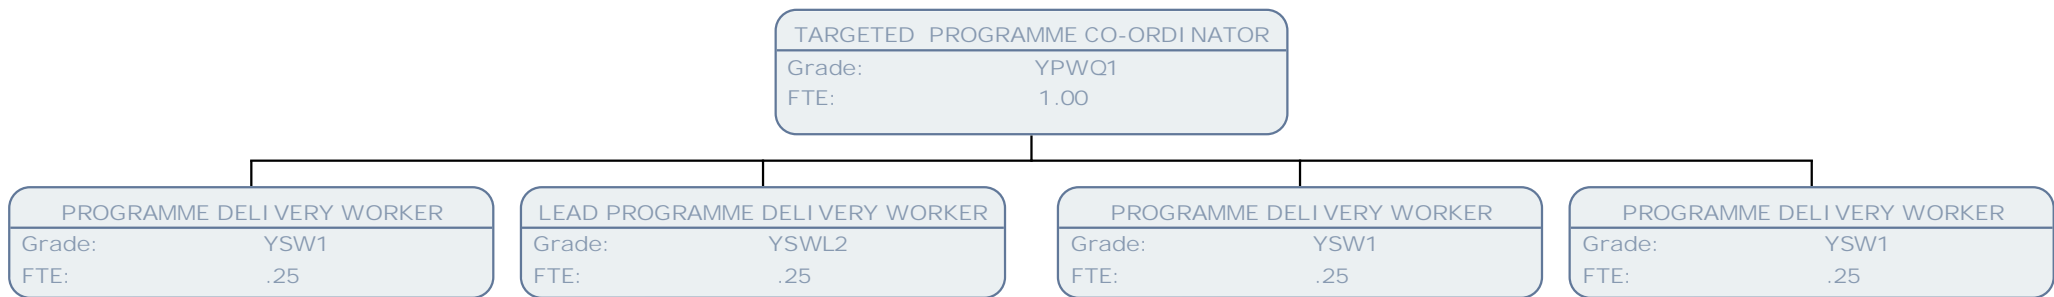 TARGETED PROGRAMME CO-ORDINATOR
Grade: YPWQ1
FTE: 1.00
PROGRAMME DELIVERY WORKER
Grade: YSW1
FTE: .25
LEAD PROGRAMME DELIVERY WORKER
Grade: YSWL2
FTE: .25
PROGRAMME DELIVERY WORKER
Grade: YSW1
FTE: .25
PROGRAMME DELIVERY WORKER
Grade: YSW1
FTE: .25